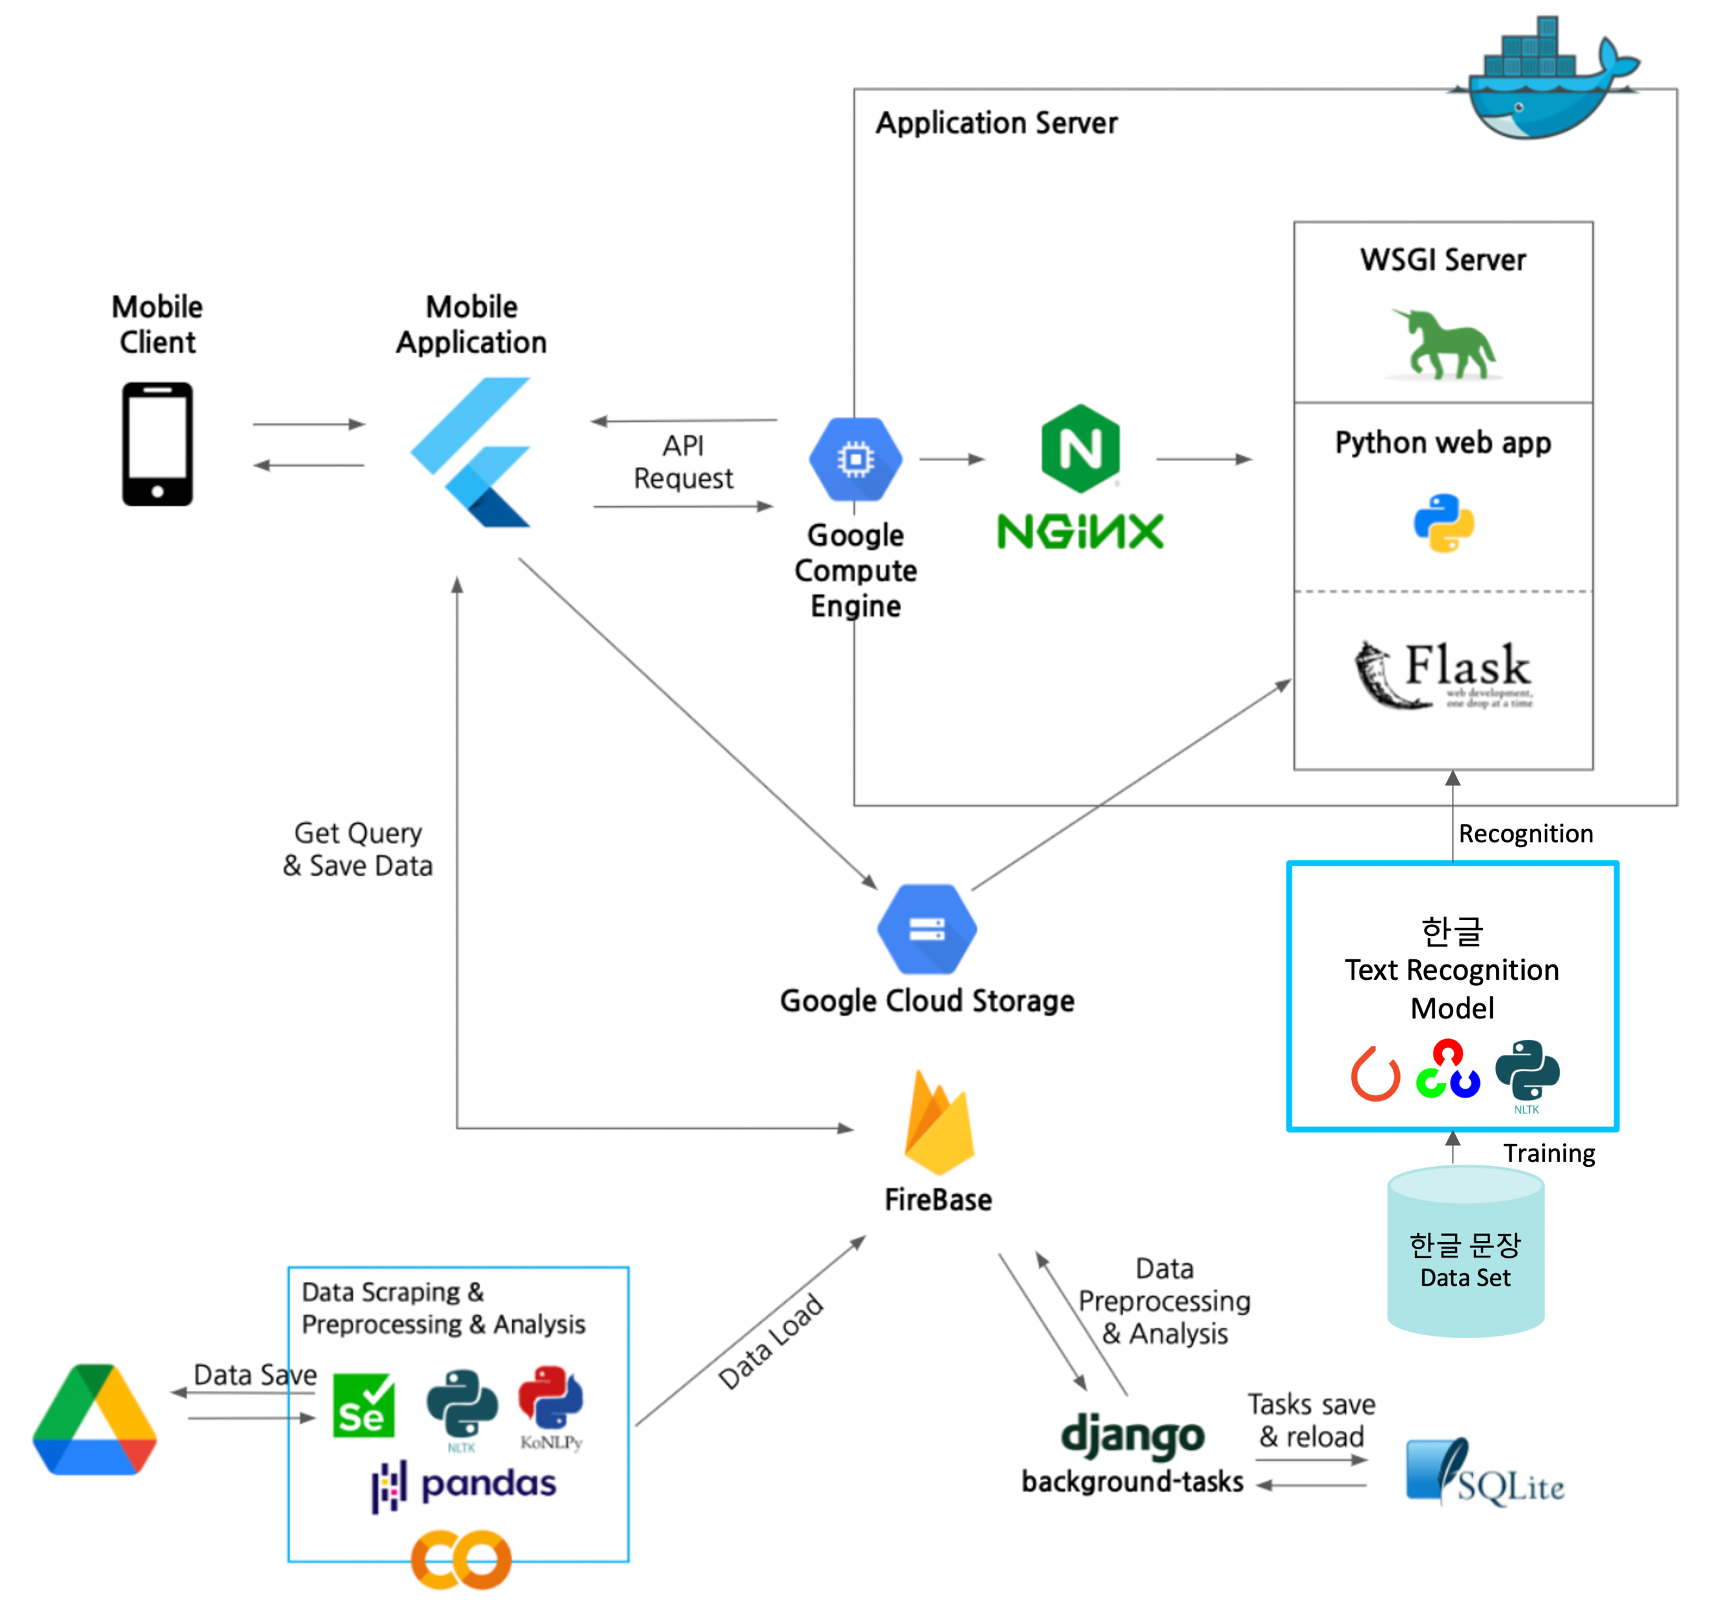 Application Server
WSGI Server
Mobile
Client
Mobile
Application
Python web app
API
Request
NGINX
Google
Compute
Engine
Flask
web development,
one drop at a time
Get Query
& Save Data
Recognition
한글
Text Recognition
Model
NLTK
Google Cloud Storage
Training
FireBase
한글 문장
Data Set
Data Scraping &
Preprocessing & Analysis
Data Save
Se
NLTK
KoNLPy
pandas
Data Load
Data
Preprocessing
& Analysis
django
background-tasks
Tasks save
& reload
SQLite